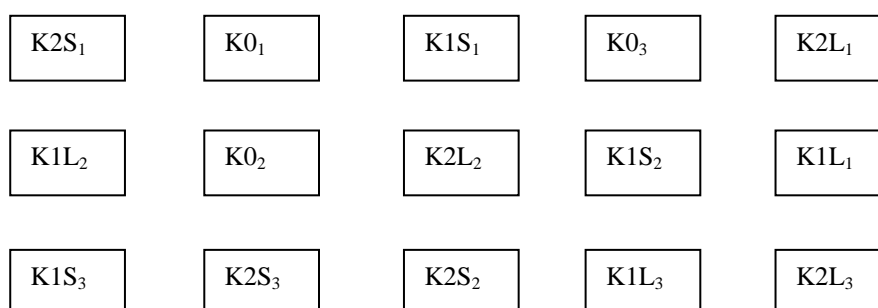 K2S₁ K0₁ K1S₁ K0₃ K2L₁
K1L₂ K0₂ K2L₂ K1S₂ K1L₁
K1S₃ K2S₃ K2S₂ K1L₃ K2L₃